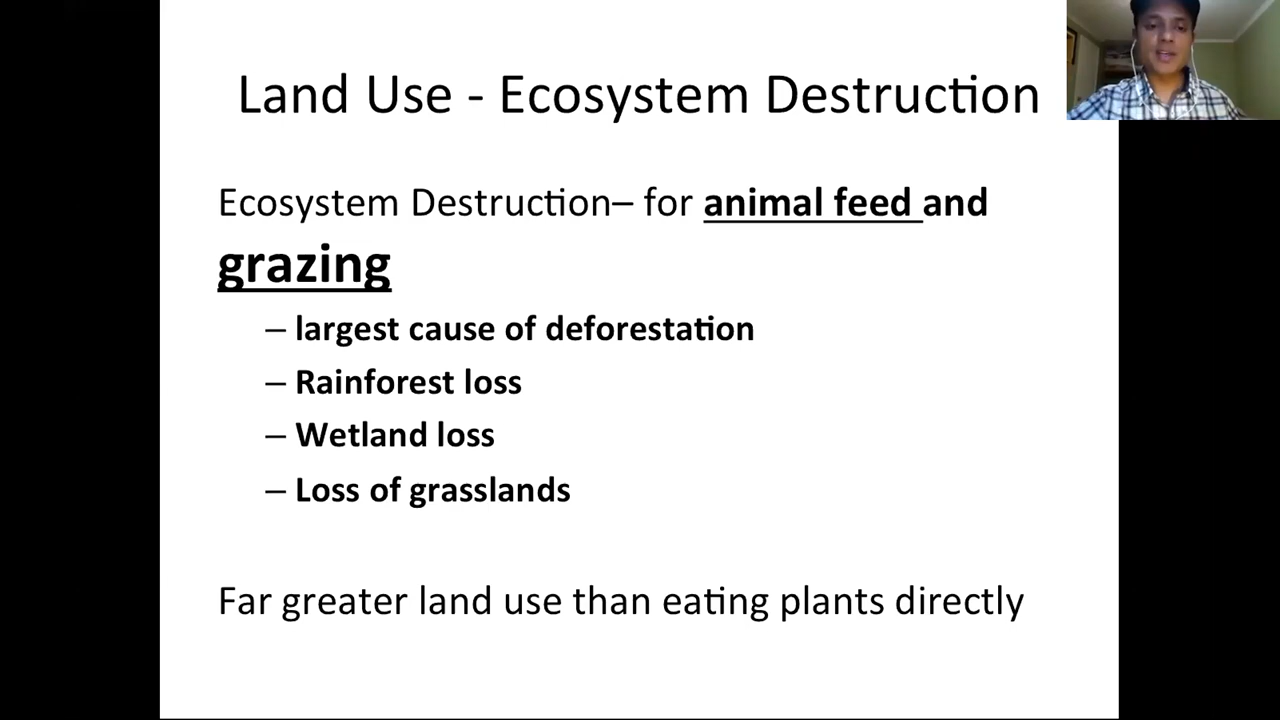 Land Use - Ecosystem Destruction
Ecosystem Destruction– for animal feed and
grazing
– largest cause of deforestation
– Rainforest loss
– Wetland loss
– Loss of grasslands
Far greater land use than eating plants directly